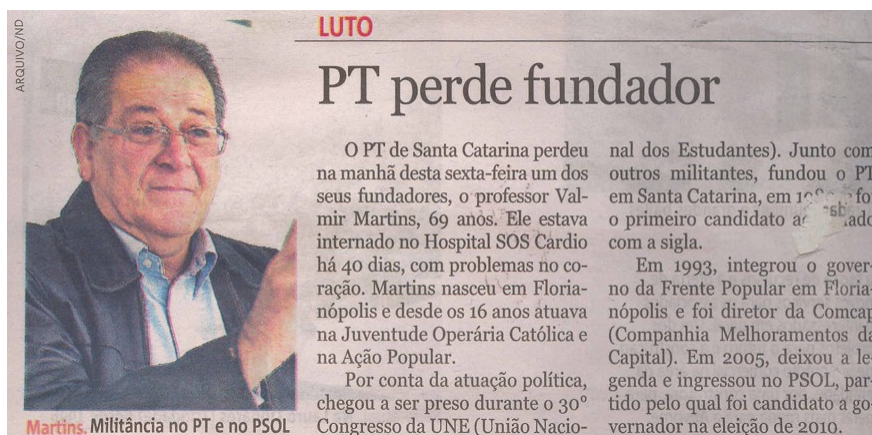 ARQUIVO/ND
LUTO
PT perde fundador
O PT de Santa Catarina perdeu
na manhã desta sexta-feira um dos
seus fundadores, o professor Val-
mir Martins, 69 anos. Ele estava
internado no Hospital SOS Cárdio
há 40 dias, com problemas no co-
ração. Martins nasceu em Floria-
nópolis e desde os 16 anos atuava
na Juventude Operária Católica e
na Ação Popular.
Por conta da atuação política,
chegou a ser preso durante o 30º
Congresso da UNE (União Nacio-
nal dos Estudantes). Junto com
outros militantes, fundou o PT
em Santa Catarina, em
o primeiro candidato
com a sigla.
Em 1993, integrou o gover-
no da Frente Popular em Floria-
nópolis e foi diretor da Comcap
(Companhia Melhoramentos da
Capital). Em 2005, deixou a le-
genda e ingressou no PSOL, par-
tido pelo qual foi candidato a go-
vernador na eleição de 2010.
Martins. Militância no PT e no PSOL